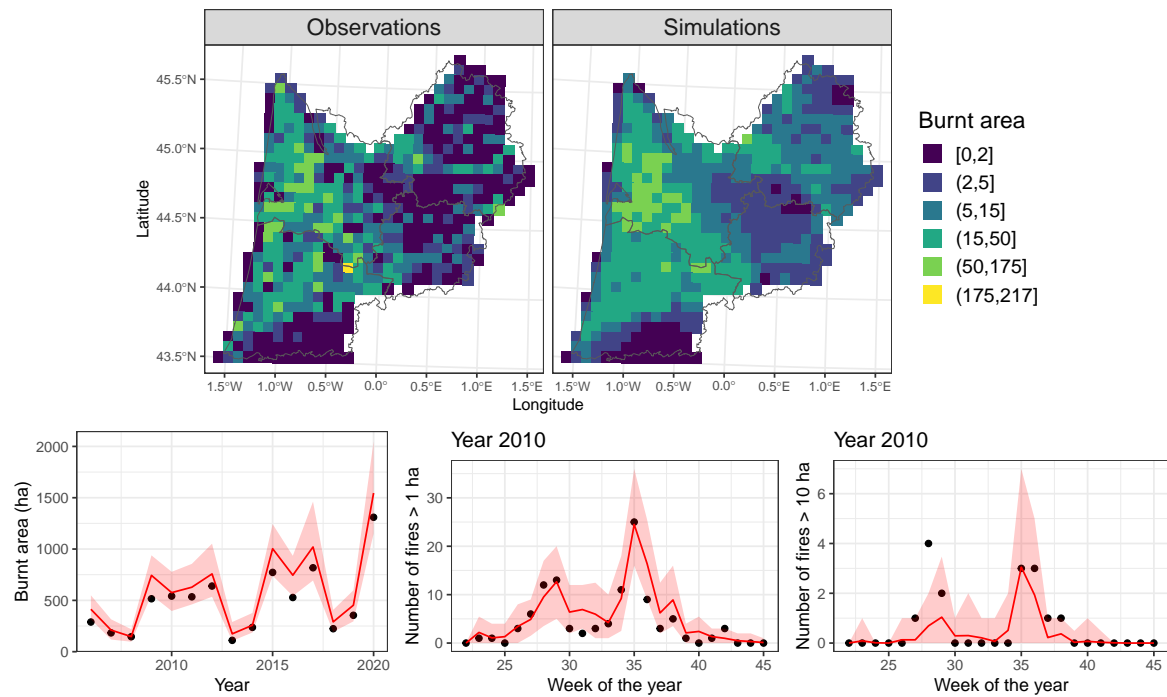 Observations
Simulations
45.5°N
45.0°N
44.5°N
44.0°N
43.5°N
Latitude
1.5°W 1.0°W 0.5°W 0.0° 0.5°E 1.0°E 1.5°E
1.5°W 1.0°W 0.5°W 0.0° 0.5°E 1.0°E 1.5°E
Longitude
Burnt area
[0,2]
(2,5]
(5,15]
(15,50]
(50,175]
(175,217]
2000
1500
1000
500
0
Burnt area (ha)
2010 2015 2020
Year
Year 2010
30
20
10
0
Number of fires > 1 ha
25 30 35 40 45
Week of the year
Year 2010
6
4
2
0
Number of fires > 10 ha
25 30 35 40 45
Week of the year